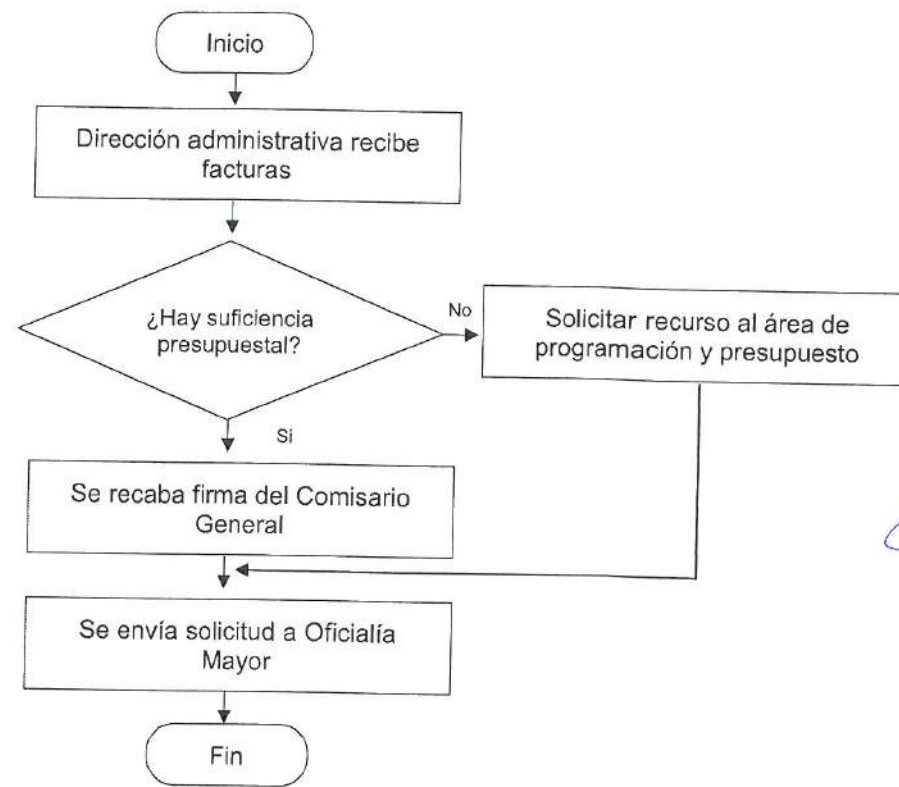 Inicio
Dirección administrativa recibe
facturas
¿Hay suficiencia
presupuestal?
No
Solicitar recurso al área de
programación y presupuesto
Si
Se recaba firma del Comisario
General
Se envía solicitud a Oficialía
Mayor
Fin